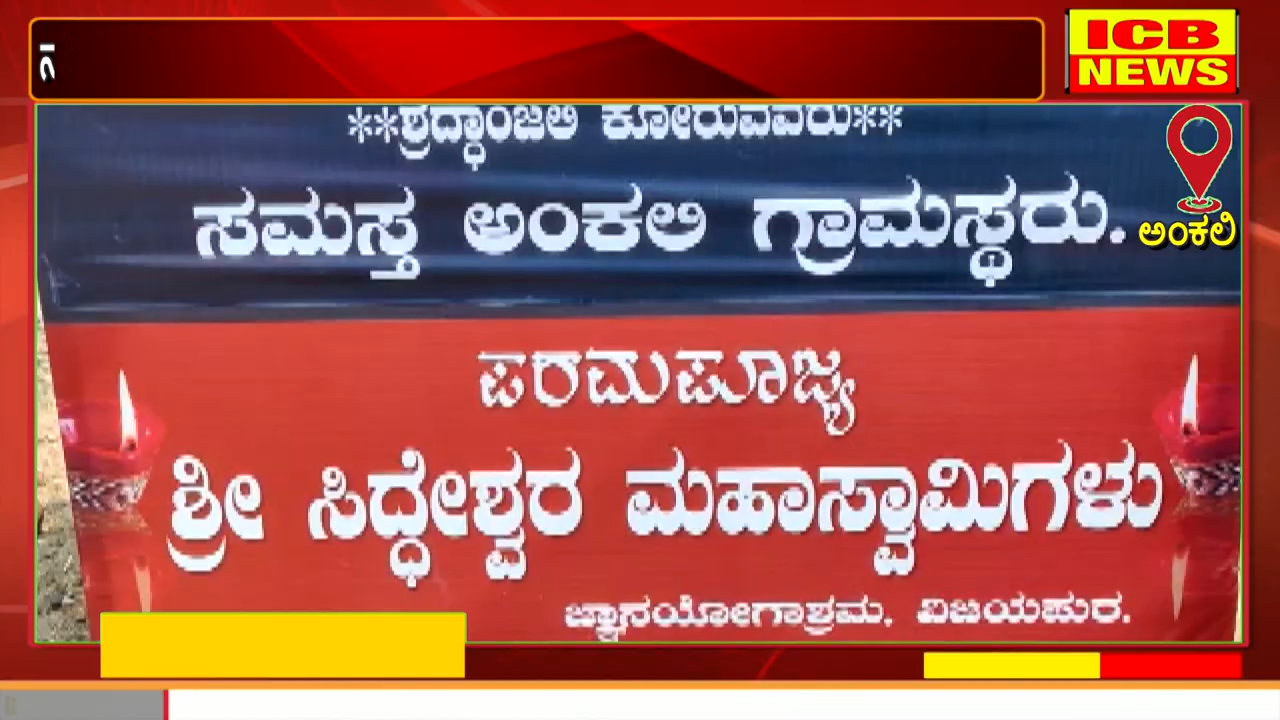 ICB
NEWS
**ಶ್ರದ್ಧಾಂಜಲಿ ಕೋರುವವರು**
ಸಮಸ್ತ ಅಂಕಲಿ ಗ್ರಾಮಸ್ಥರು.
ಅಂಕಲಿ
ಪರಮಪೂಜ್ಯ
ಶ್ರೀ ಸಿದ್ಧೇಶ್ವರ ಮಹಾಸ್ವಾಮಿಗಳು
ಜ್ಞಾನಯೋಗಾಶ್ರಮ, ವಿಜಯಪುರ.